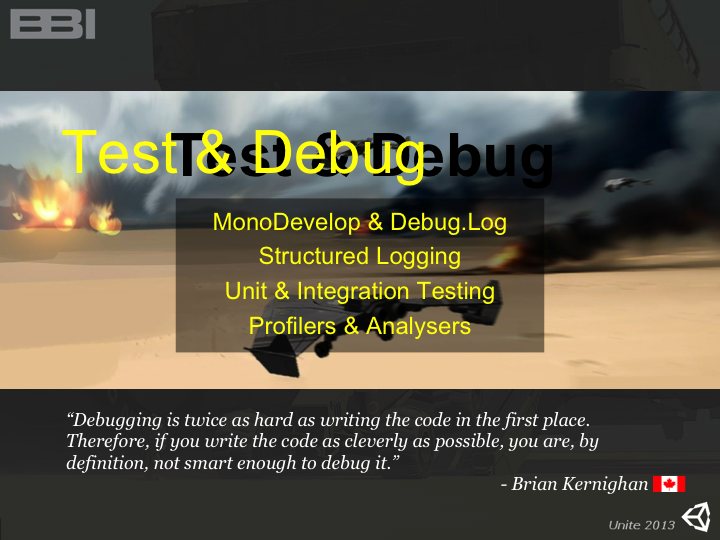 BBI
Test & Debug
Test & Debug
MonoDevelop & Debug.Log
Structured Logging
Unit & Integration Testing
Profilers & Analysers
“Debugging is twice as hard as writing the code in the first place.
Therefore, if you write the code as cleverly as possible, you are, by
definition, not smart enough to debug it.”
- Brian Kernighan
Unite 2013